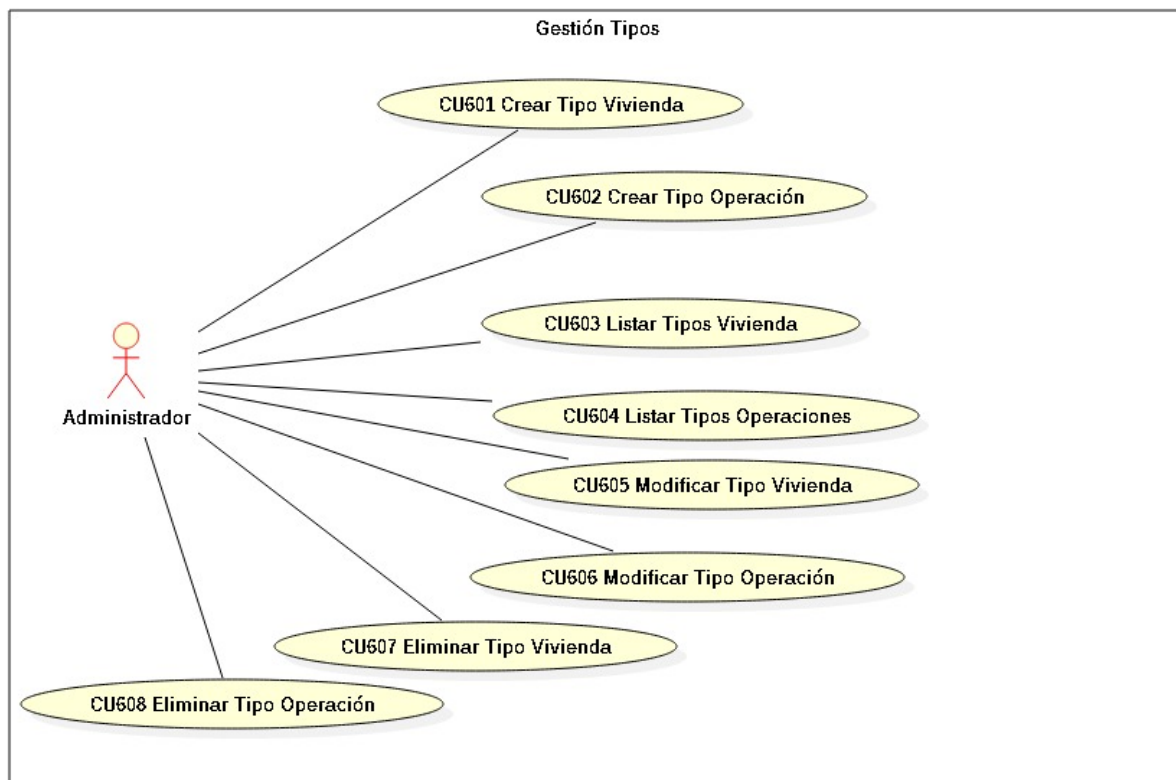 Gestión Tipos
CU601 Crear Tipo Vivienda
CU602 Crear Tipo Operación
CU603 Listar Tipos Vivienda
Administrador
CU604 Listar Tipos Operaciones
CU605 Modificar Tipo Vivienda
CU606 Modificar Tipo Operación
CU607 Eliminar Tipo Vivienda
CU608 Eliminar Tipo Operación